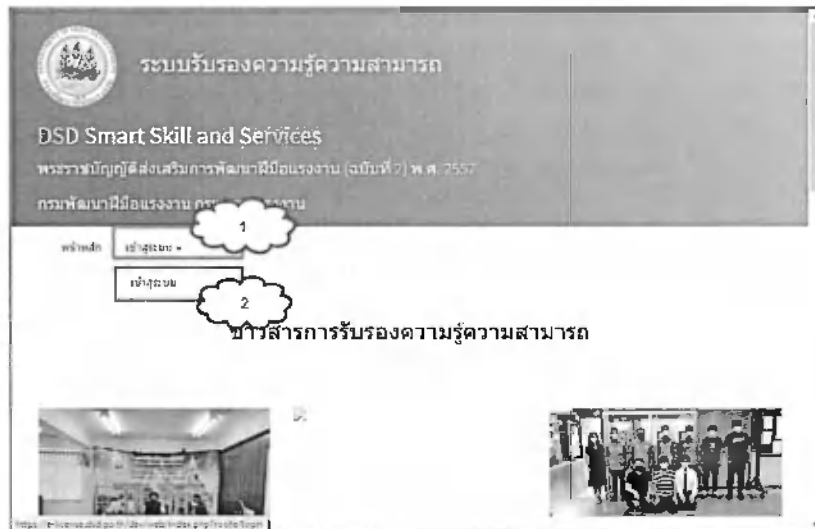 ระบบรับรองความรู้ความสามารถ
DSD Smart Skill and Services
พระราชบัญญัติส่งเสริมการพัฒนาฝีมือแรงงาน (ฉบับที่ 2) พ.ศ. 2557
กรมพัฒนาฝีมือแรงงาน
1
หน้าหลัก เข้าสู่ระบบ
เข้าสู่ระบบ
2
ข่าวสารการรับรองความรู้ความสามารถ